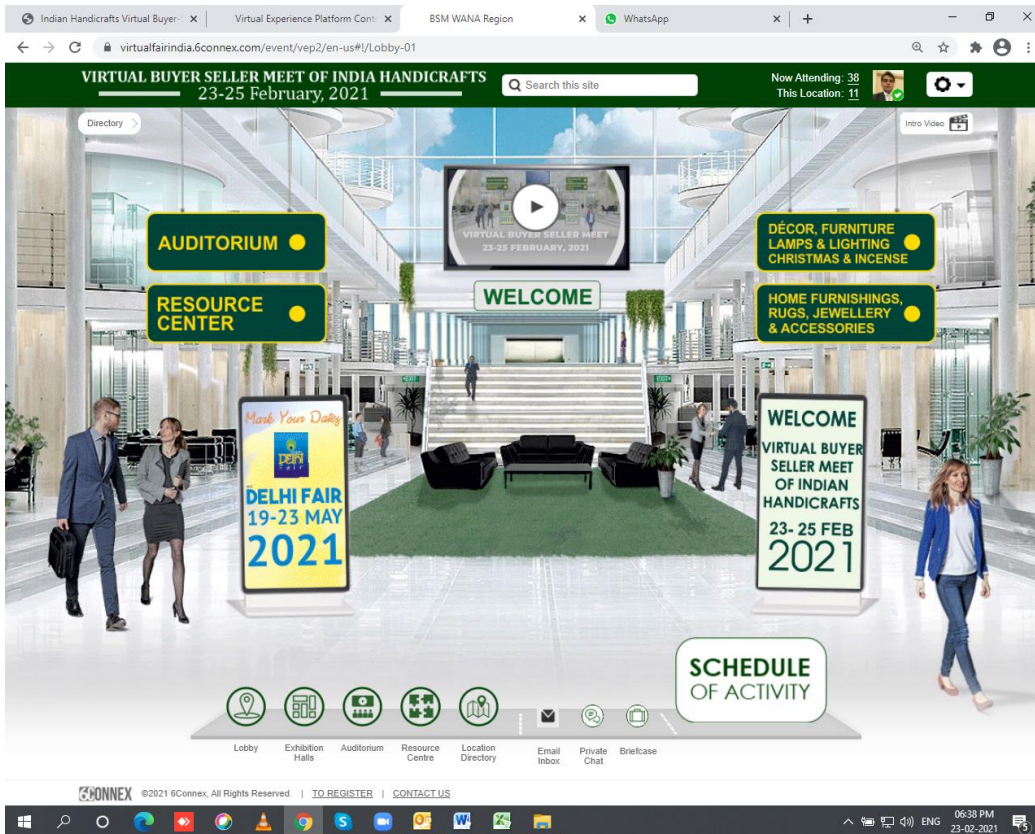 Indian Handicrafts Virtual Buyer-
Virtual Experience Platform Cont
BSM WANA Region
WhatsApp
virtualfairindia.6connex.com/event/vep2/en-us#!/Lobby-01
VIRTUAL BUYER SELLER MEET OF INDIA HANDICRAFTS
23-25 February, 2021
Search this site
Now Attending: 38
This Location: 11
Directory
Intro Video
VIRTUAL BUYER SELLER MEET
23-25 FEBRUARY, 2021
AUDITORIUM
RESOURCE
CENTER
WELCOME
DÉCOR, FURNITURE
LAMPS & LIGHTING
CHRISTMAS & INCENSE
HOME FURNISHINGS,
RUGS, JEWELLERY
& ACCESSORIES
EXIT
EXIT
Mark Your Dates
DELHI
Fair
DELHI FAIR
19-23 MAY
2021
WELCOME
VIRTUAL BUYER
SELLER MEET
OF INDIAN
HANDICRAFTS
23- 25 FEB
2021
SCHEDULE
OF ACTIVITY
Lobby
Exhibition
Halls
Auditorium
Resource
Centre
Location
Directory
Email
Inbox
Private
Chat
Briefcase
6CONNEX ©2021 6Connex, All Rights Reserved. | TO REGISTER | CONTACT US
ENG
06:38 PM
23-02-2021